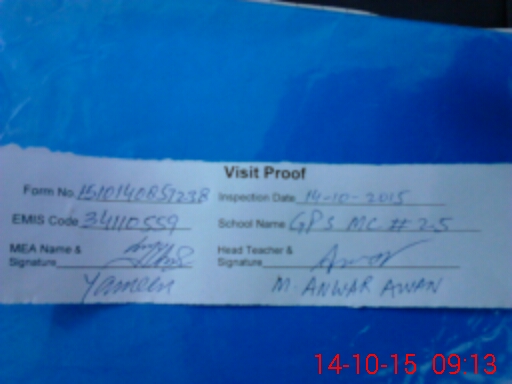 Visit Proof
Form No. 151014085723B Inspection Date 14-10-2015
EMIS Code 34110559 School Name GPS MC # 2-5
MEA Name & Head Teacher &
Signature Signature
Yameen M. ANWAR AWAN
14-10-15 09:13